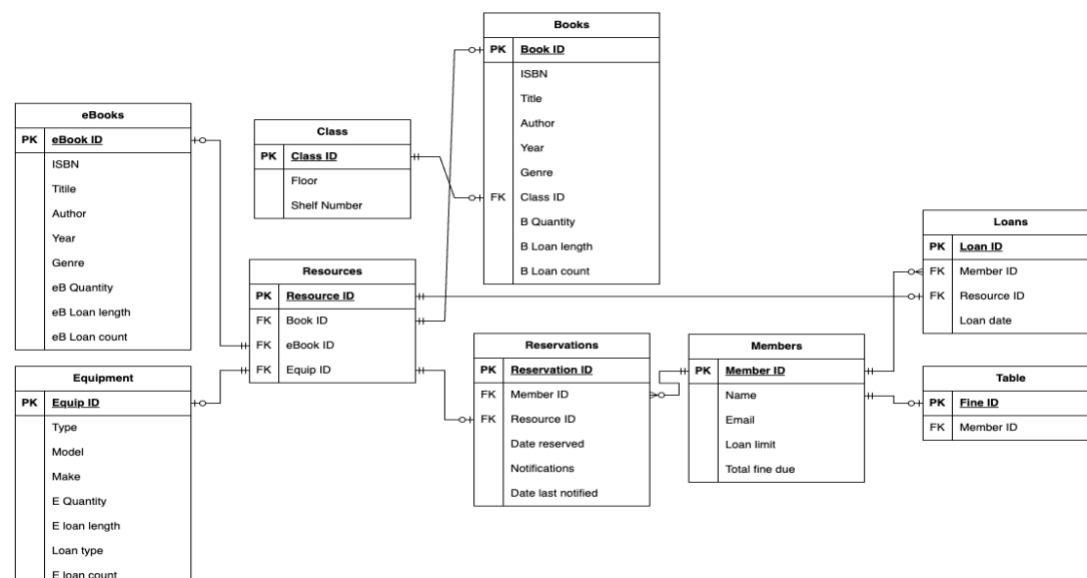 Books
PK Book ID
ISBN
Title
Author
Year
Genre
FK Class ID
B Quantity
B Loan length
B Loan count
eBooks
PK eBook ID
ISBN
Titile
Author
Year
Genre
eB Quantity
eB Loan length
eB Loan count
Class
PK Class ID
Floor
Shelf Number
Resources
PK Resource ID
FK Book ID
FK eBook ID
FK Equip ID
Loans
PK Loan ID
FK Member ID
FK Resource ID
Loan date
Reservations
PK Reservation ID
FK Member ID
FK Resource ID
Date reserved
Notifications
Date last notified
Members
PK Member ID
Name
Email
Loan limit
Total fine due
Table
PK Fine ID
FK Member ID
Equipment
PK Equip ID
Type
Model
Make
E Quantity
E loan length
Loan type
E loan count